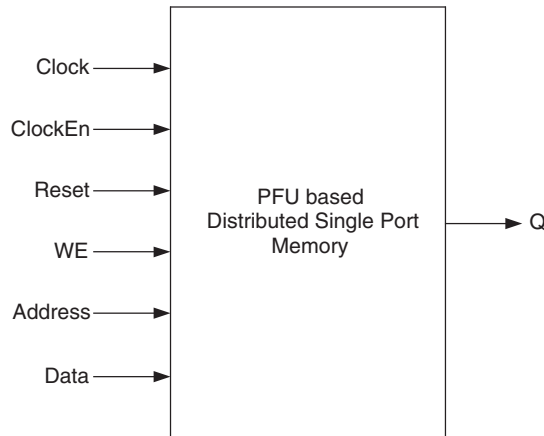 Clock
ClockEn
Reset
WE
Address
Data
PFU based
Distributed Single Port
Memory
Q